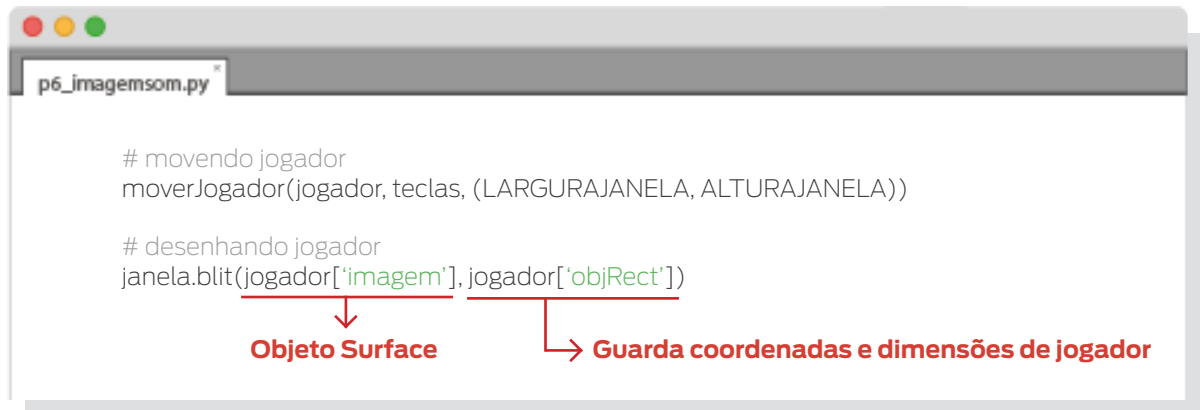 p6_imagemsom.py ×
# movendo jogador
moverJogador(jogador, teclas, (LARGURAJANELA, ALTURAJANELA))
# desenhando jogador
janela.blit(jogador[‘imagem’], jogador[‘objRect’])
Objeto Surface
Guarda coordenadas e dimensões de jogador